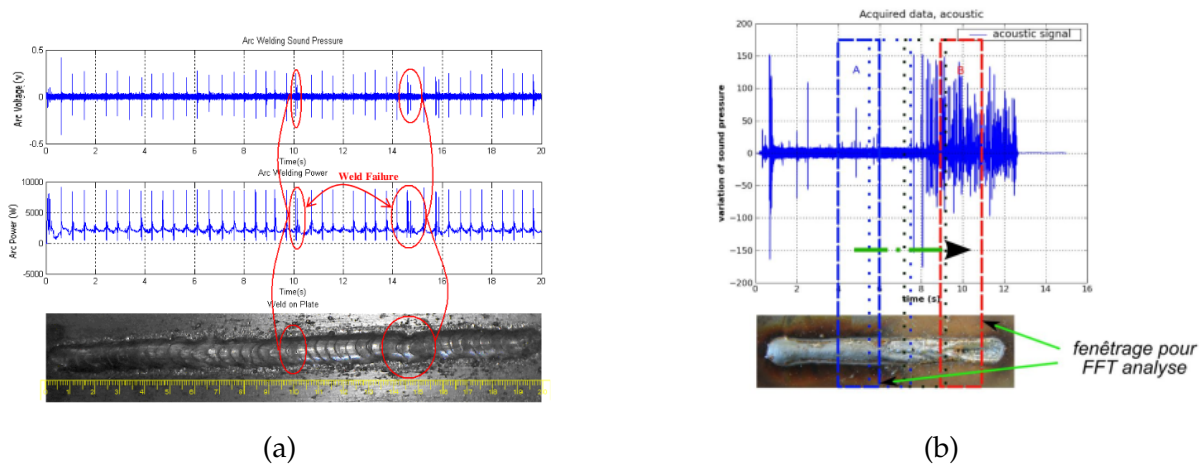 Arc Welding Sound Pressure
Arc Voltage (v)
0.5
0
-0.5
0 2 4 6 8 10 12 14 16 18 20
Time(s)
Arc Welding Power
Weld Failure
Arc Power (W)
10000
5000
0
-5000
0 2 4 6 8 10 12 14 16 18 20
Time(s)
Weld on Plate
(a)
Acquired data, acoustic
acoustic signal
A
B
variation of sound pressure
200
150
100
50
0
−50
−100
−150
−200
0 2 4 6 8 10 12 14 16
time (s)
fenêtrage pour
FFT analyse
(b)